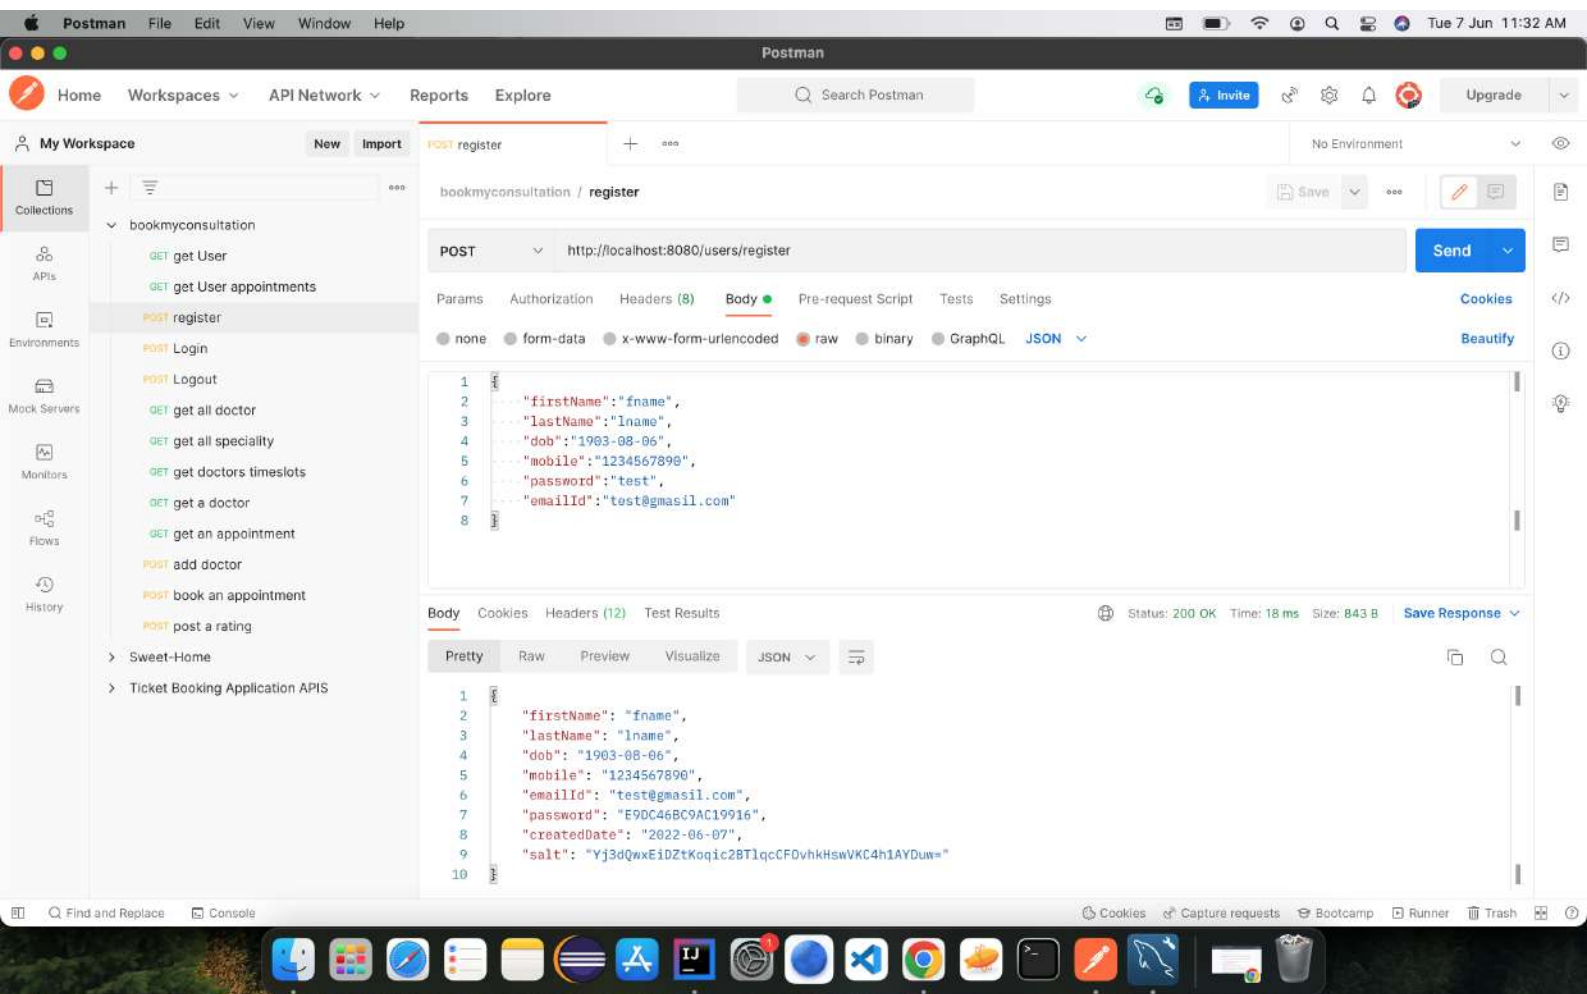 Postman File Edit View Window Help Tue 7 Jun 11:32 AM
Postman
Home Workspaces API Network Reports Explore Search Postman Invite Upgrade
My Workspace New Import POST register No Environment
Collections
APIs
Environments
Mock Servers
Monitors
Flows
History
bookmyconsultation
GET get User
GET get User appointments
POST register
POST Login
POST Logout
GET get all doctor
GET get all speciality
GET get doctors timeslots
GET get a doctor
GET get an appointment
POST add doctor
POST book an appointment
POST post a rating
Sweet-Home
Ticket Booking Application APIS
bookmyconsultation / register Save
POST http://localhost:8080/users/register Send
Params Authorization Headers (8) Body Pre-request Script Tests Settings Cookies
none form-data x-www-form-urlencoded raw binary GraphQL JSON Beautify
1 {
2 "firstName":"fname",
3 "lastName":"lname",
4 "dob":"1903-08-06",
5 "mobile":"1234567890",
6 "password":"test",
7 "emailId":"test@gmasil.com"
8 }
Body Cookies Headers (12) Test Results Status: 200 OK Time: 18 ms Size: 843 B Save Response
Pretty Raw Preview Visualize JSON
1 {
2 "firstName": "fname",
3 "lastName": "lname",
4 "dob": "1903-08-06",
5 "mobile": "1234567890",
6 "emailId": "test@gmasil.com",
7 "password": "E9DC46BC9AC19916",
8 "createdDate": "2022-06-07",
9 "salt": "Yj3dQwxEiDZtKoqic2BTlqcCFOvhkHswVKC4h1AYDuw="
10 }
Find and Replace Console Cookies Capture requests Bootcamp Runner Trash
IJ 1